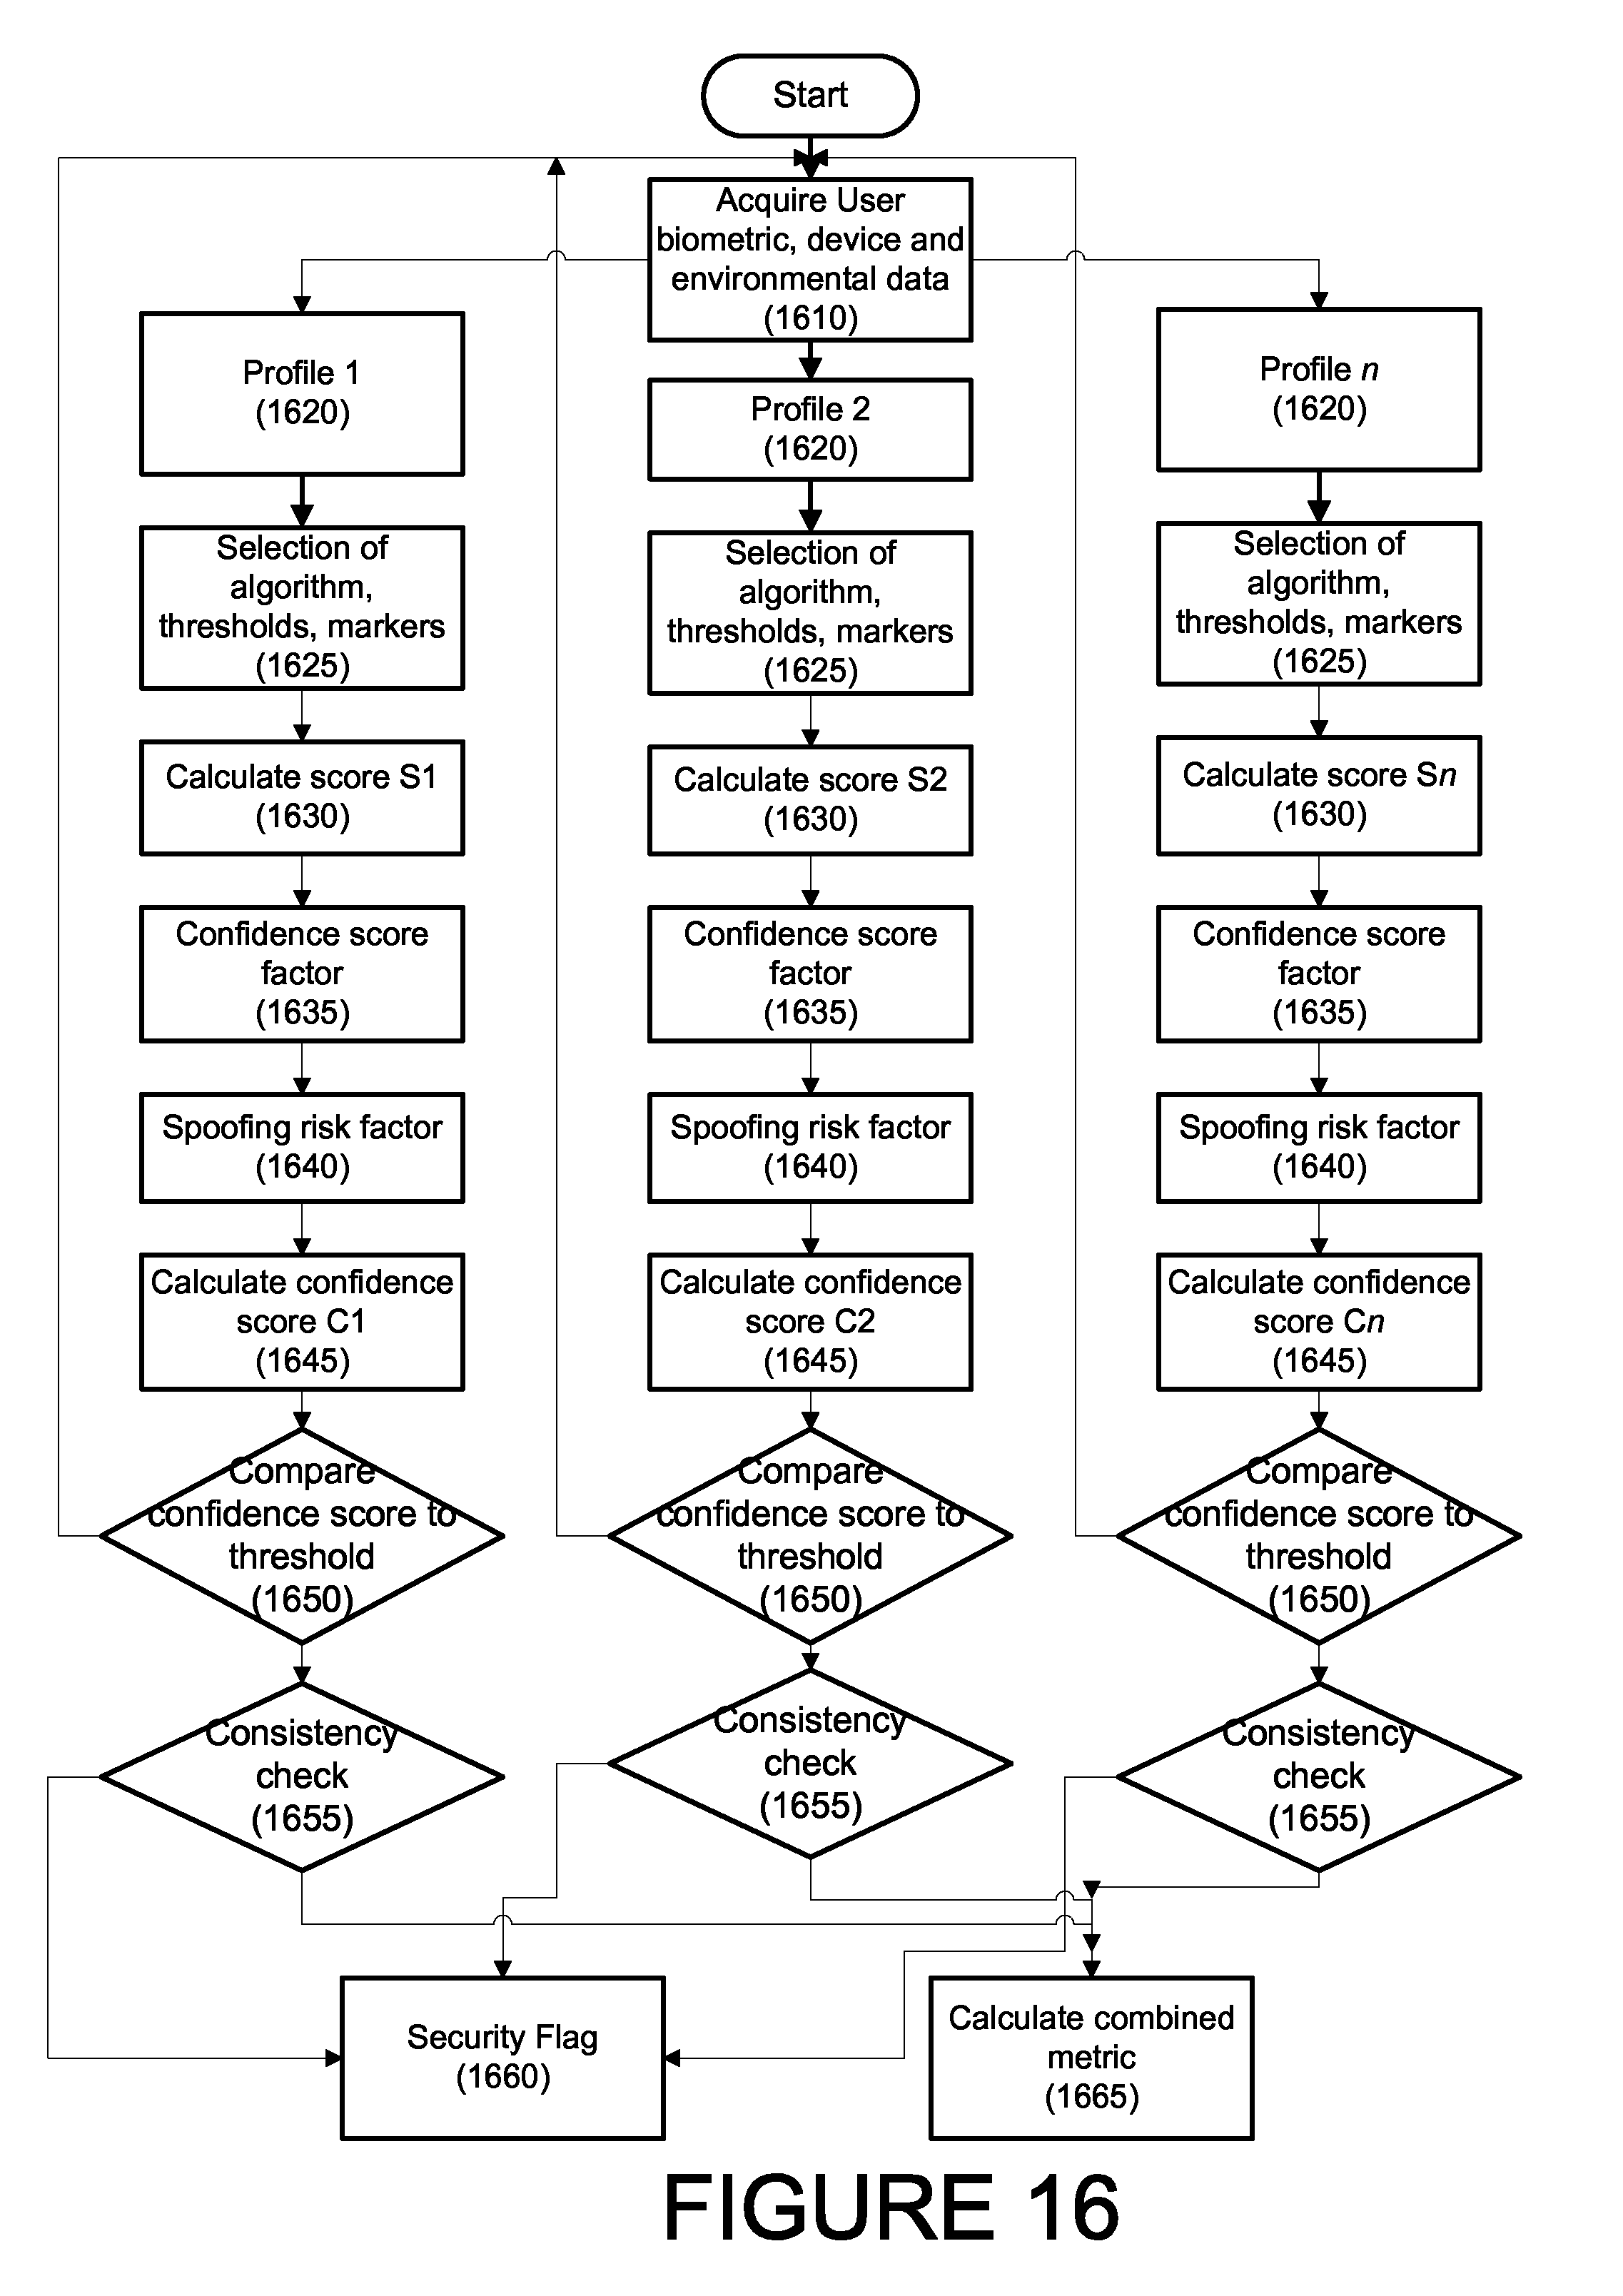 Start
Acquire User
biometric, device and
environmental data
(1610)
Profile 1
(1620)
Selection of
algorithm,
thresholds, markers
(1625)
Calculate score S1
(1630)
Confidence score
factor
(1635)
Spoofing risk factor
(1640)
Calculate confidence
score C1
(1645)
Compare
confidence score to
threshold
(1650)
Consistency
check
(1655)
Profile 2
(1620)
Selection of
algorithm,
thresholds, markers
(1625)
Calculate score S2
(1630)
Confidence score
factor
(1635)
Spoofing risk factor
(1640)
Calculate confidence
score C2
(1645)
Compare
confidence score to
threshold
(1650)
Consistency
check
(1655)
Profile n
(1620)
Selection of
algorithm,
thresholds, markers
(1625)
Calculate score Sn
(1630)
Confidence score
factor
(1635)
Spoofing risk factor
(1640)
Calculate confidence
score Cn
(1645)
Compare
confidence score to
threshold
(1650)
Consistency
check
(1655)
Security Flag
(1660)
Calculate combined
metric
(1665)
FIGURE 16